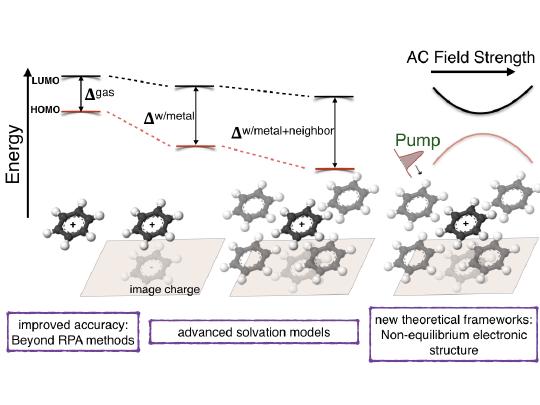 AC Field Strength
LUMO
Δgas
HOMO
Δw/metal
Δw/metal+neighbor
Pump
Energy
+
+
+
+
image charge
improved accuracy:
Beyond RPA methods
advanced solvation models
new theoretical frameworks:
Non-equilibrium electronic
structure